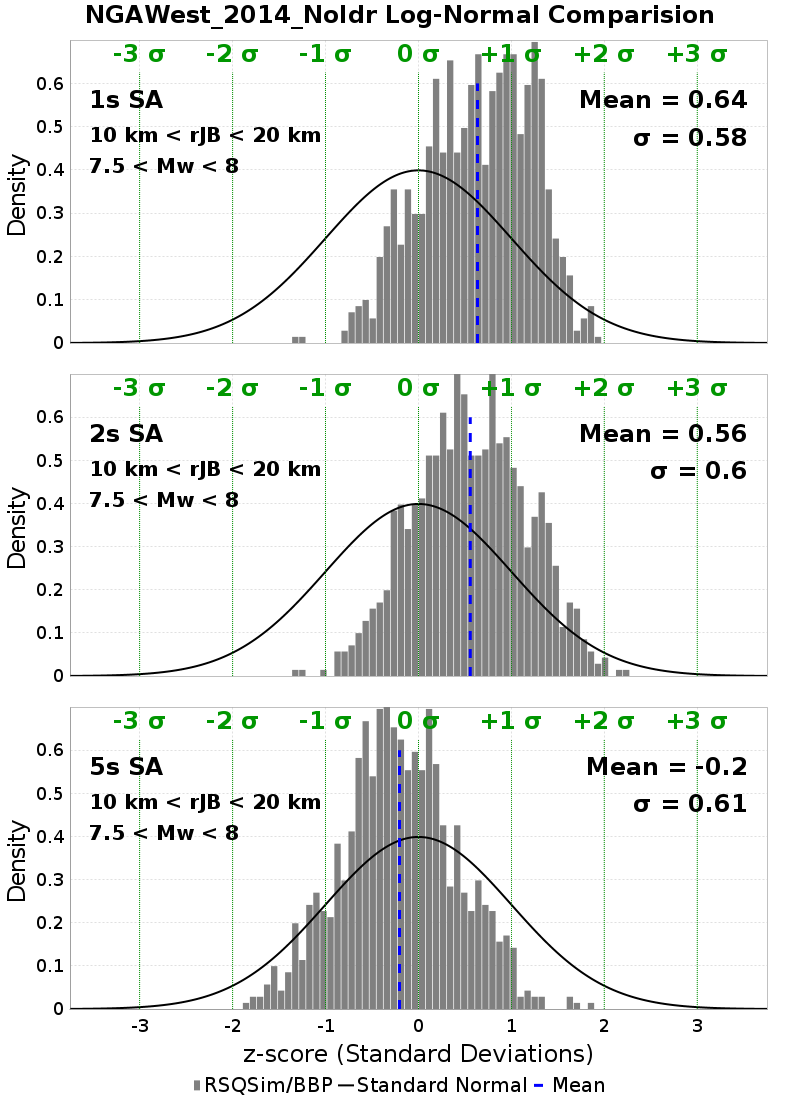 NGAWest_2014_NoIdr Log-Normal Comparision
-3 σ -2 σ -1 σ 0 σ +1 σ +2 σ +3 σ
0.6
0.5
0.4
0.3
0.2
0.1
0
Density
1s SA
10 km < rJB < 20 km
7.5 < Mw < 8
Mean = 0.64
σ = 0.58
-3 σ -2 σ -1 σ 0 σ +1 σ +2 σ +3 σ
0.6
0.5
0.4
0.3
0.2
0.1
0
Density
2s SA
10 km < rJB < 20 km
7.5 < Mw < 8
Mean = 0.56
σ = 0.6
-3 σ -2 σ -1 σ 0 σ +1 σ +2 σ +3 σ
0.6
0.5
0.4
0.3
0.2
0.1
0
Density
5s SA
10 km < rJB < 20 km
7.5 < Mw < 8
Mean = -0.2
σ = 0.61
-3 -2 -1 0 1 2 3
z-score (Standard Deviations)
RSQSim/BBP Standard Normal Mean